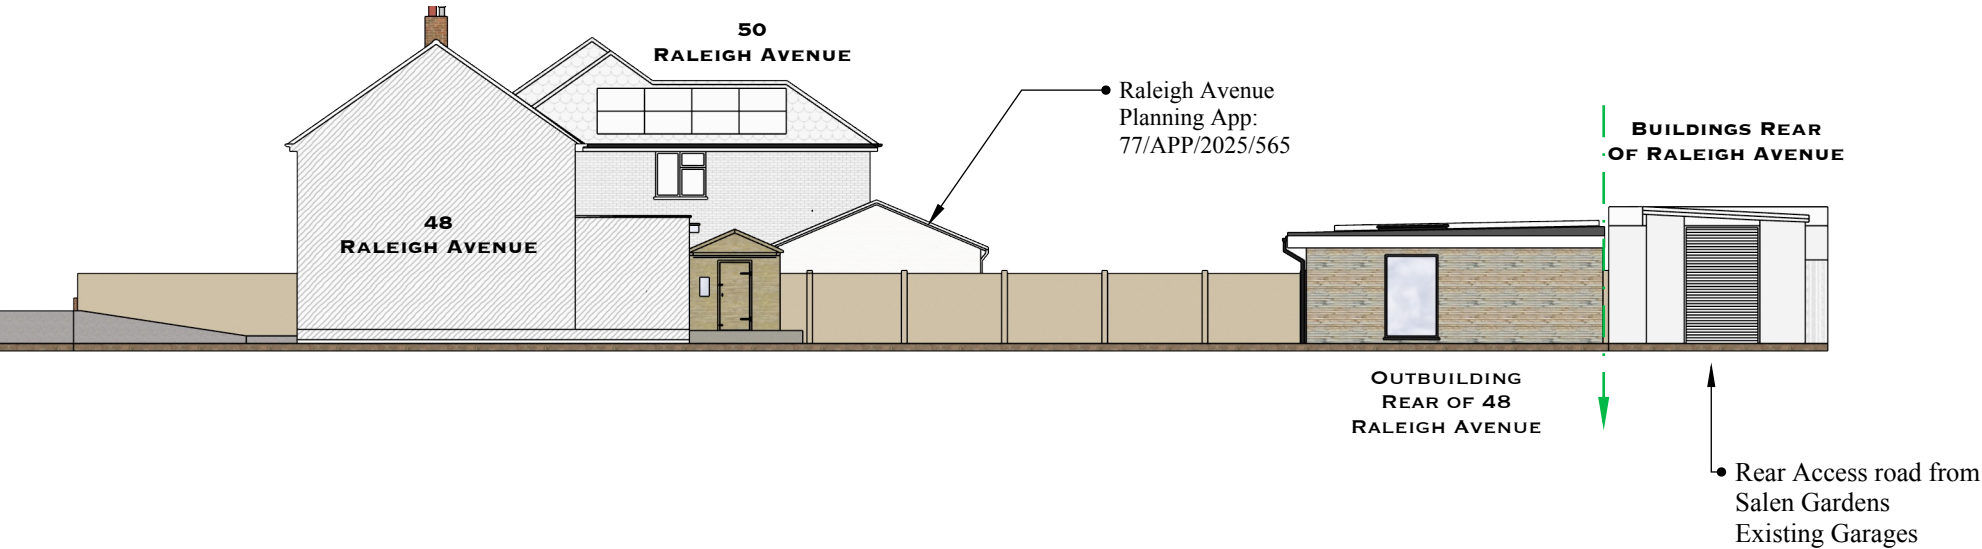 50
RALEIGH AVENUE
Raleigh Avenue
Planning App:
77/APP/2025/565
BUILDINGS REAR
OF RALEIGH AVENUE
48
RALEIGH AVENUE
OUTBUILDING
REAR OF 48
RALEIGH AVENUE
Rear Access road from
Salen Gardens
Existing Garages